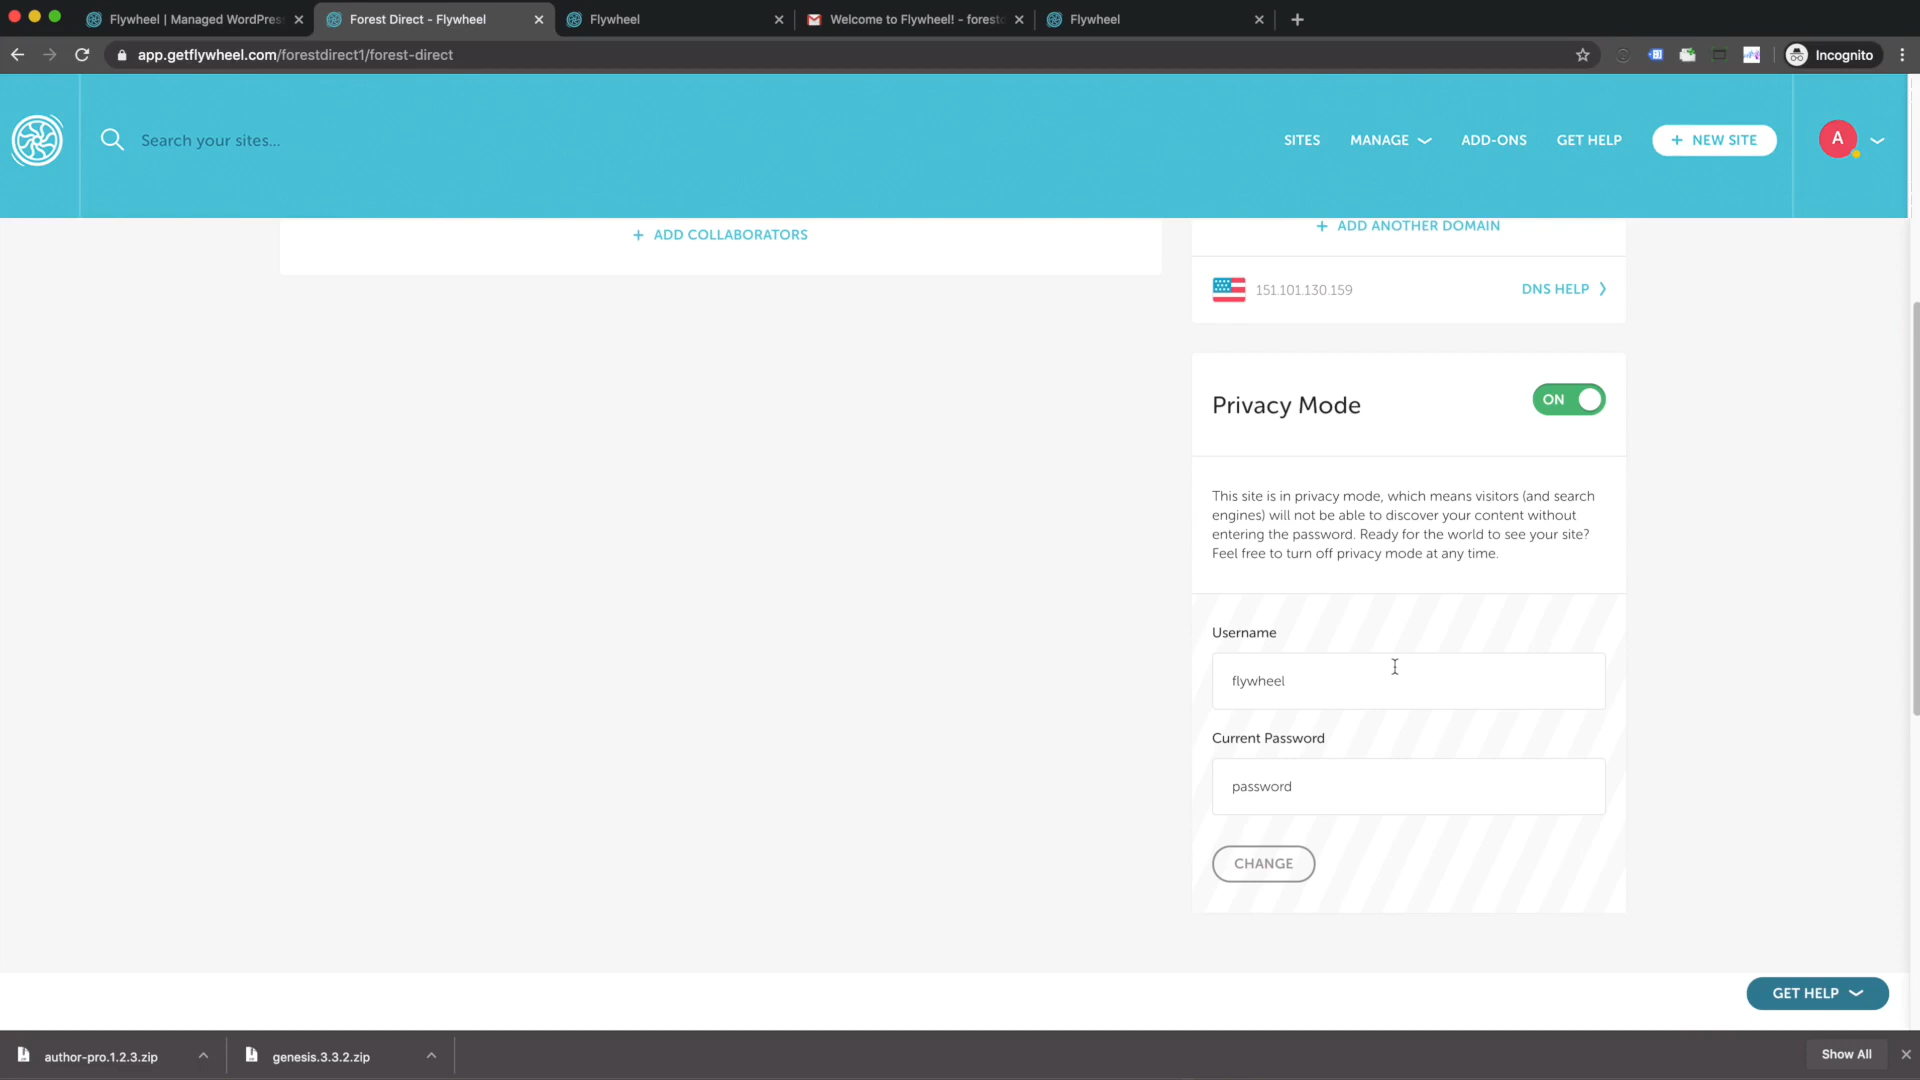 Flywheel | Managed WordPres
Forest Direct - Flywheel
Flywheel
Welcome to Flywheel! - forest
Flywheel
app.getflywheel.com/forestdirect1/forest-direct
Incognito
Search your sites...
SITES
MANAGE
ADD-ONS
GET HELP
+ NEW SITE
A
+ ADD COLLABORATORS
+ ADD ANOTHER DOMAIN
151.101.130.159
DNS HELP
Privacy Mode
ON
This site is in privacy mode, which means visitors (and search
engines) will not be able to discover your content without
entering the password. Ready for the world to see your site?
Feel free to turn off privacy mode at any time.
Username
flywheel
Current Password
password
CHANGE
GET HELP
author-pro.1.2.3.zip
genesis.3.3.2.zip
Show All